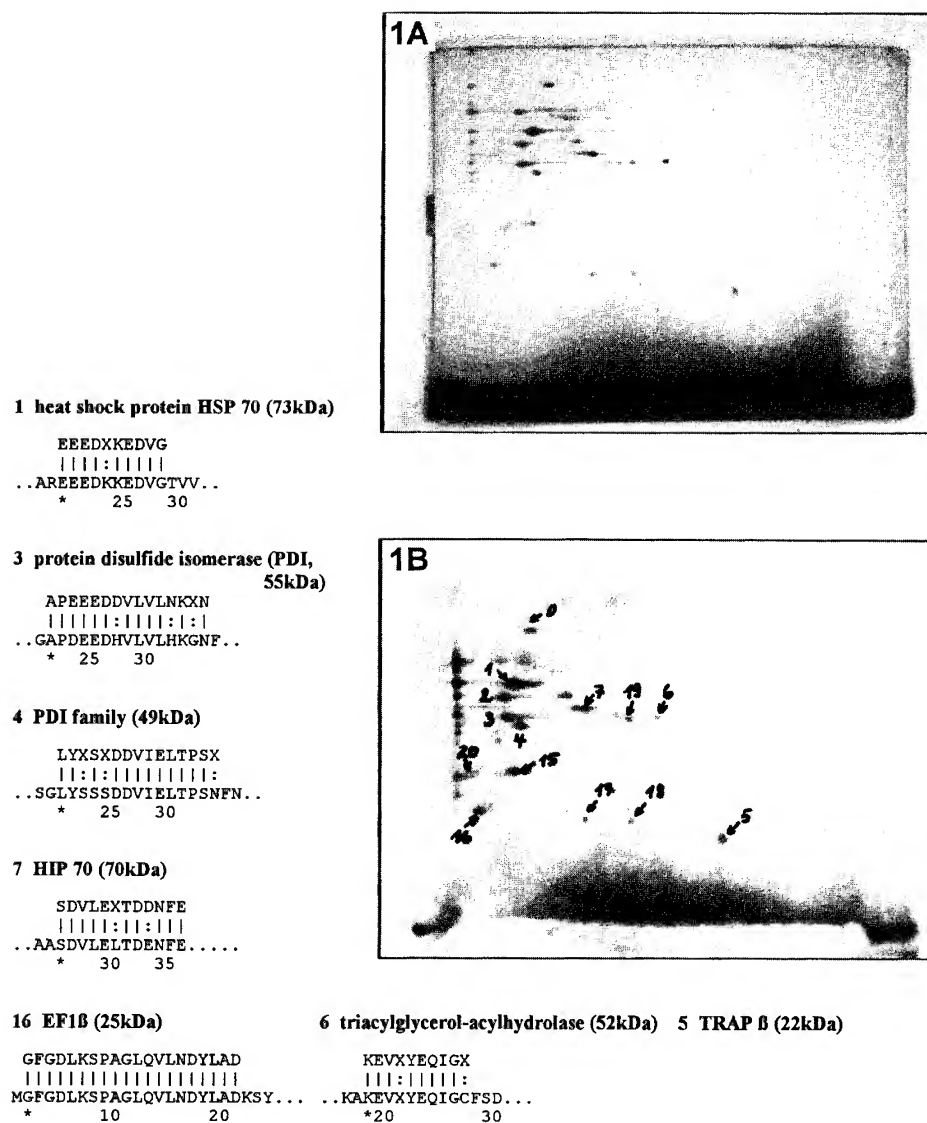 1A
1 heat shock protein HSP 70 (73kDa)
EEEDXKEDVG
||||:|||||
..AREEEDKKEDVGTVV..
* 25 30
3 protein disulfide isomerase (PDI,
55kDa)
APEEEDDVLVLNKXN
||||||:||||:|:|
..GAPDEEDHVLVLHKGNF..
* 25 30
4 PDI family (49kDa)
LYXSXDDVIELTPSX
||:|:|||||||||:
..SGLYSSSDDVIELTPSNFN..
* 25 30
7 HIP 70 (70kDa)
SDVLEXTDDNFE
|||||:||:|||
..AASDVLELTDENFE.....
* 30 35
1B
0
1
2
7
19
6
3
4
20
15
17
18
16
5
16 EF1ß (25kDa)
GFGDLKSPAGLQVLNDYLAD
||||||||||||||||||||
MGFGDLKSPAGLQVLNDYLADKSY...
* 10 20
6 triacylglycerol-acylhydrolase (52kDa)
KEVXYEQIGX
|||:|||||:
..KAKEVXYEQIGCFSD...
*20 30
5 TRAP ß (22kDa)